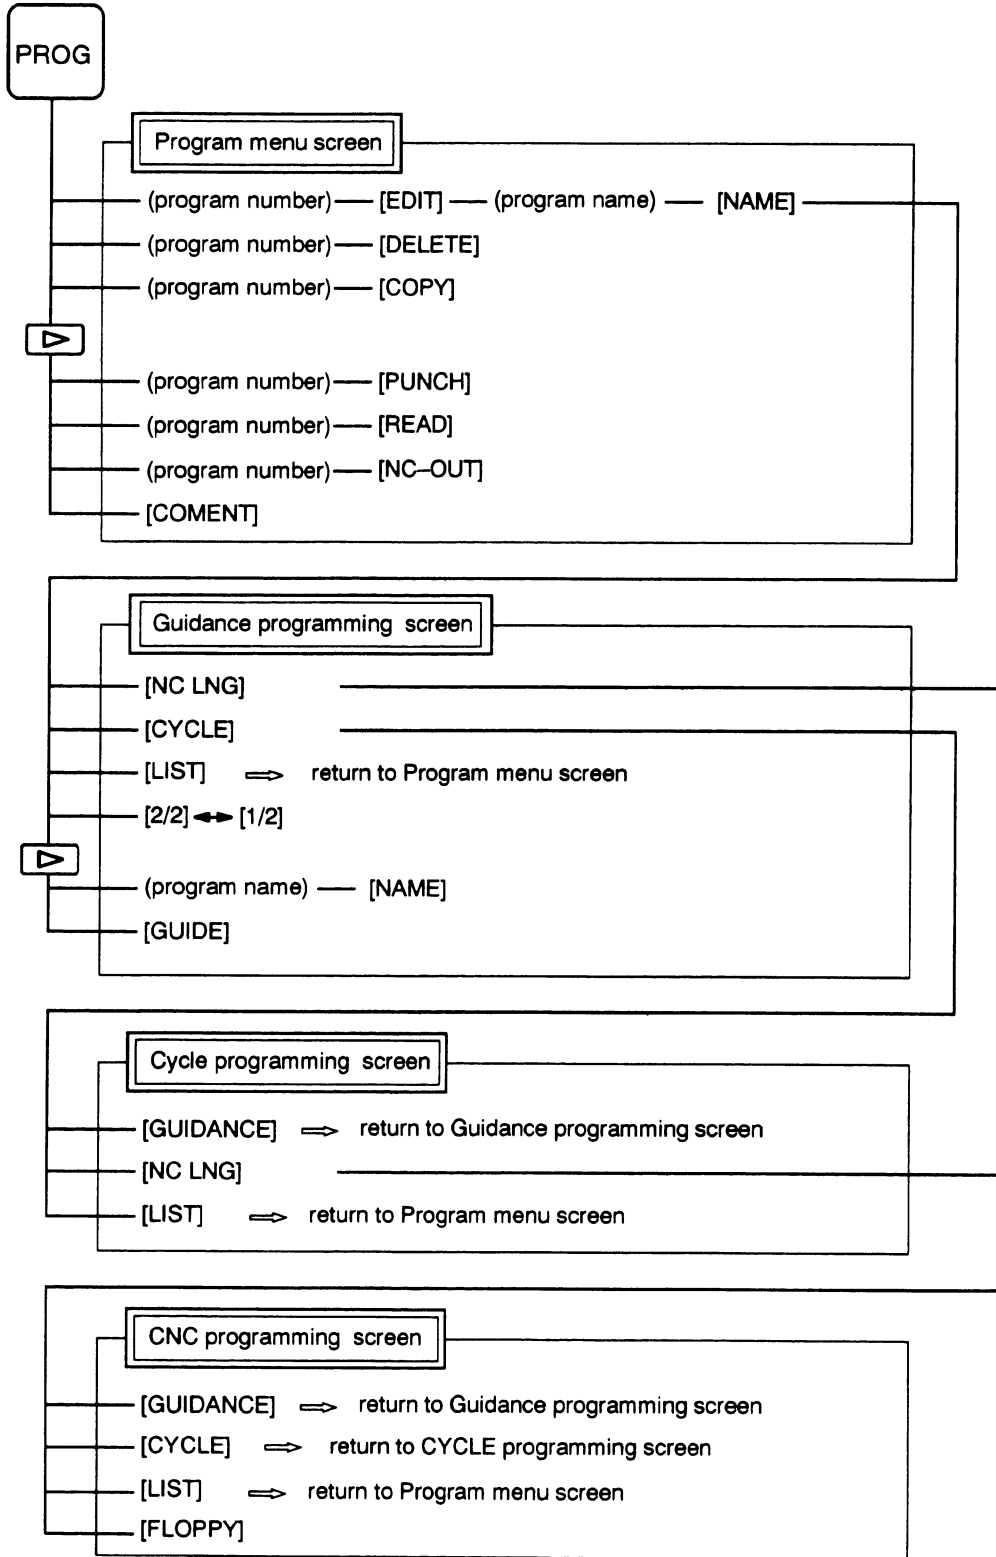 PROG
Program menu screen
(program number) — [EDIT] — (program name) — [NAME]
(program number) — [DELETE]
(program number) — [COPY]
(program number) — [PUNCH]
(program number) — [READ]
(program number) — [NC–OUT]
[COMENT]
Guidance programming screen
[NC LNG]
[CYCLE]
[LIST] ⇒ return to Program menu screen
[2/2] ↔ [1/2]
(program name) — [NAME]
[GUIDE]
Cycle programming screen
[GUIDANCE] ⇒ return to Guidance programming screen
[NC LNG]
[LIST] ⇒ return to Program menu screen
CNC programming screen
[GUIDANCE] ⇒ return to Guidance programming screen
[CYCLE] ⇒ return to CYCLE programming screen
[LIST] ⇒ return to Program menu screen
[FLOPPY]